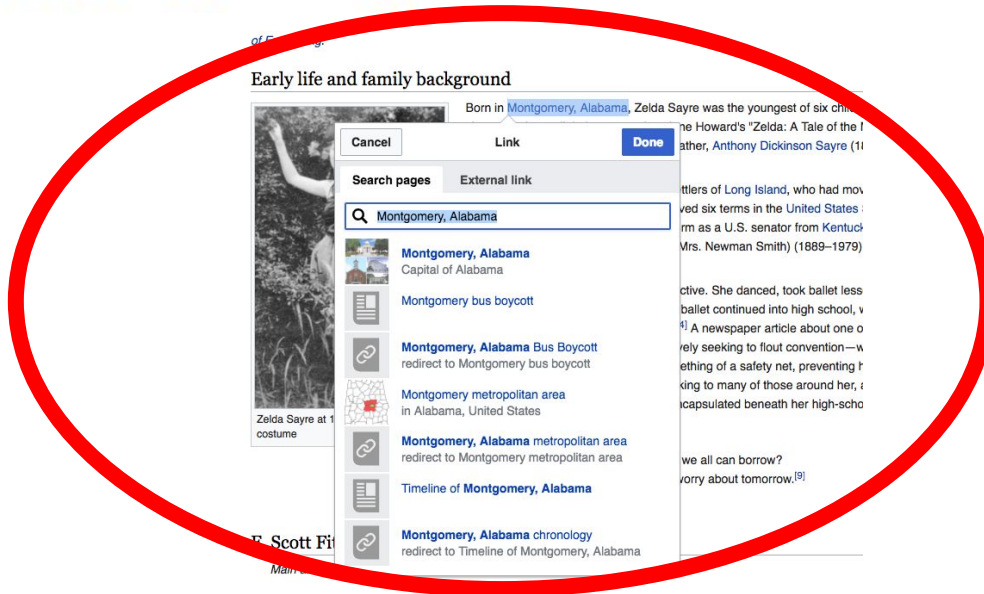 of
Early life and family background
Born in Montgomery, Alabama, Zelda Sayre was the youngest of six
ne Howard's "Zelda: A Tale of the
Cancel Link Done
ather, Anthony Dickinson Sayre (18
Search pages External link
ttlers of Long Island, who had mov
Montgomery, Alabama
ved six terms in the United States
rm as a U.S. senator from Kentuck
Montgomery, Alabama
Mrs. Newman Smith) (1889–1979)
Capital of Alabama
ctive. She danced, took ballet less
Montgomery bus boycott
ballet continued into high school,
4] A newspaper article about one o
Montgomery, Alabama Bus Boycott
vely seeking to flout convention—w
redirect to Montgomery bus boycott
ething of a safety net, preventing h
king to many of those around her,
Montgomery metropolitan area
ncapsulated beneath her high-scho
in Alabama, United States
Zelda Sayre at 1
costume
Montgomery, Alabama metropolitan area
redirect to Montgomery metropolitan area
we all can borrow?
worry about tomorrow.[9]
Timeline of Montgomery, Alabama
Montgomery, Alabama chronology
redirect to Timeline of Montgomery, Alabama
F. Scott Fit
Main